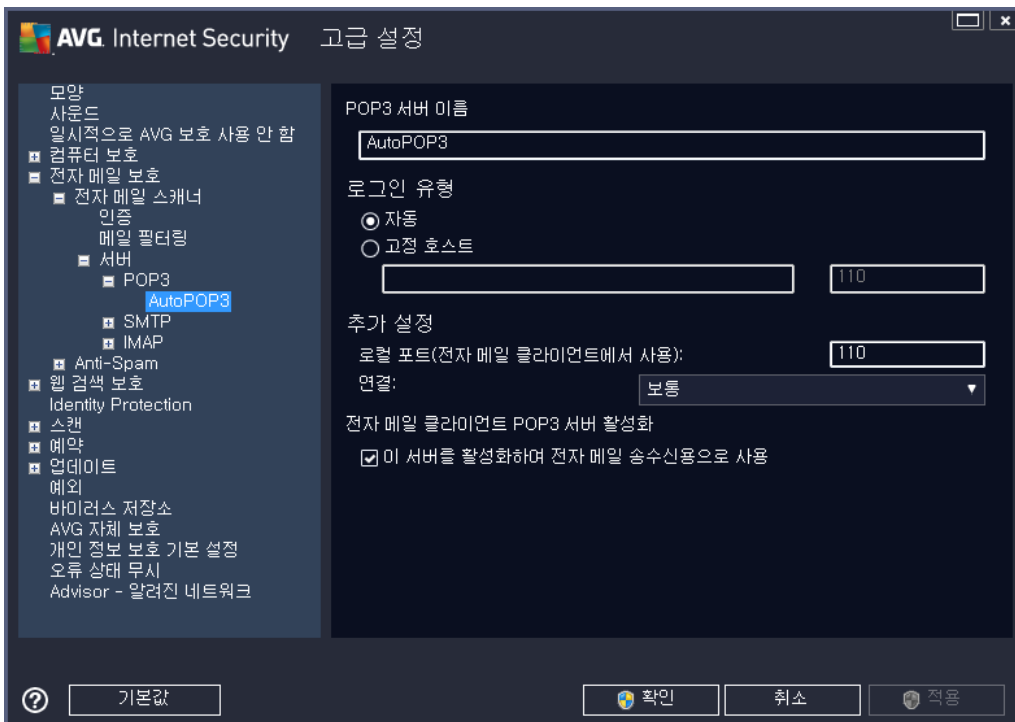 AVG. Internet Security 고급 설정
모양
사운드
일시적으로 AVG 보호 사용 안 함
컴퓨터 보호
전자 메일 보호
전자 메일 스캐너
인증
메일 필터링
서버
POP3
AutoPOP3
SMTP
IMAP
Anti-Spam
웹 검색 보호
Identity Protection
스캔
예약
업데이트
예외
바이러스 저장소
AVG 자체 보호
개인 정보 보호 기본 설정
오류 상태 무시
Advisor - 알려진 네트워크
POP3 서버 이름
AutoPOP3
로그인 유형
자동
고정 호스트
110
추가 설정
로컬 포트(전자 메일 클라이언트에서 사용):
110
연결:
보통
전자 메일 클라이언트 POP3 서버 활성화
이 서버를 활성화하여 전자 메일 송수신용으로 사용
기본값
확인
취소
적용